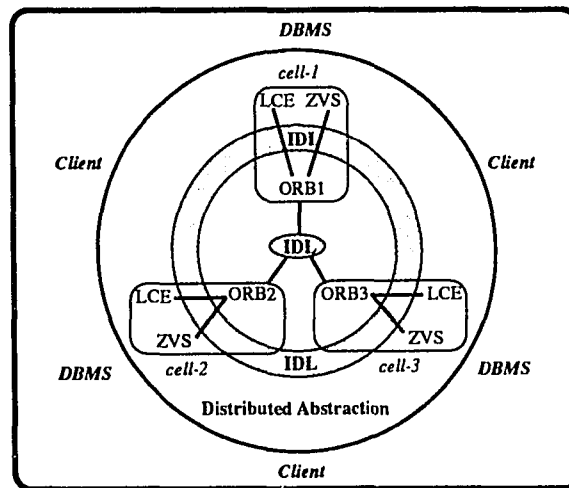 DBMS
cell-1
LCE ZVS
IDL
Client
Client
ORB1
IDL
LCE
ORB2
ORB3
LCE
ZVS
ZVS
cell-2
IDL
cell-3
DBMS
DBMS
Distributed Abstraction
Client